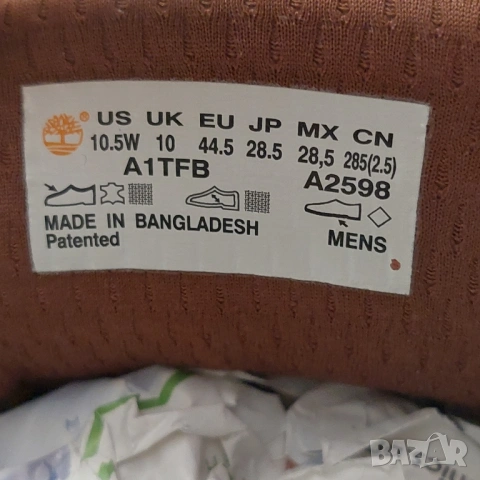 US UK EU JP MX CN
10.5W 10 44.5 28.5 28,5 285(2.5)
A1TFB A2598
MADE IN BANGLADESH
Patented MENS
BAZAR